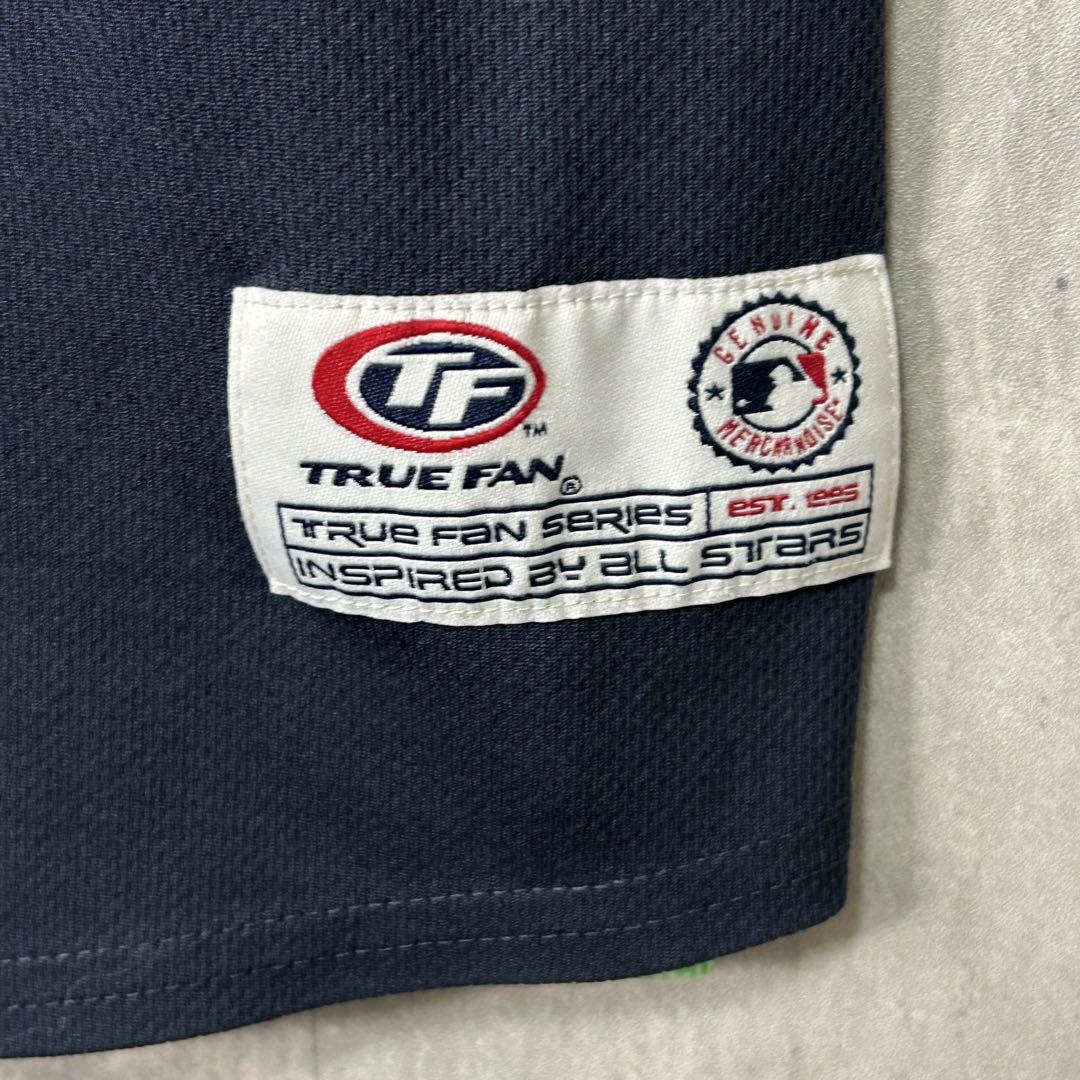 TF
TM
TRUE FAN®
TRUE FAN SERIES
EST. 1995
INSPIRED BY ALL STARS
GENUINE
MERCHANDISE